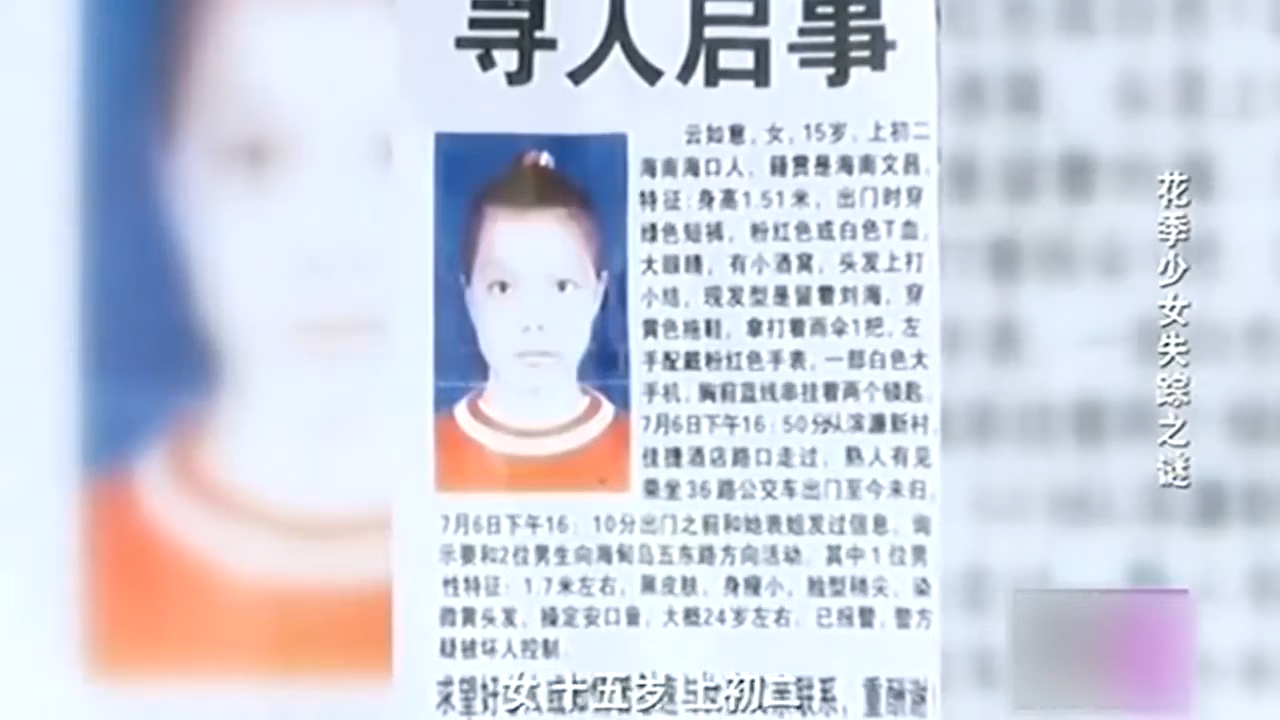 寻人启事
云如意,女,15岁,上初二
海南海口人,籍贯是海南文昌,
特征:身高1.51米,出门时穿
绿色短裤,粉红色或白色T血,
大眼睛,有小酒窝,头发上打
小结,现发型是留着刘海,穿
黄色拖鞋,拿打着雨伞1把,左
手配戴粉红色手表,一部白色大
手机,胸前蓝线串挂着两个锁匙,
7月6日下午16:50分从滨濂新村,
佳捷酒店路口走过,熟人有见
乘坐36路公交车出门至今未归,
7月6日下午16:10分出门之前和她表姐发过信息,询
示要和2位男生向海甸岛五东路方向活动,其中1位男
性特征:1.7米左右,黑皮肤,身瘦小,脸型稍尖,染
微黄头发,操定安口音,大概24岁左右,已报警,警方
疑被坏人控制.
求望好 联系,重酬谢
女十五岁上初二
花季少女失踪之谜